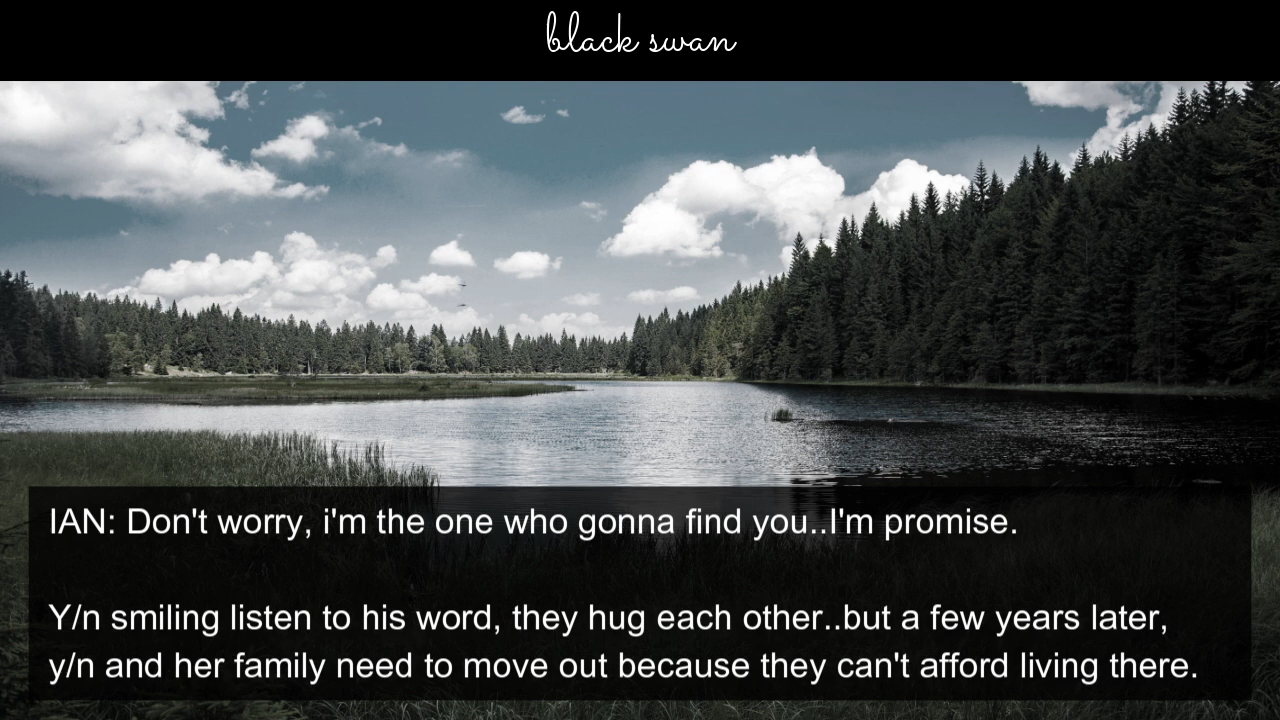 black swan
IAN: Don't worry, i'm the one who gonna find you..I'm promise.
Y/n smiling listen to his word, they hug each other..but a few years later,
y/n and her family need to move out because they can't afford living there.